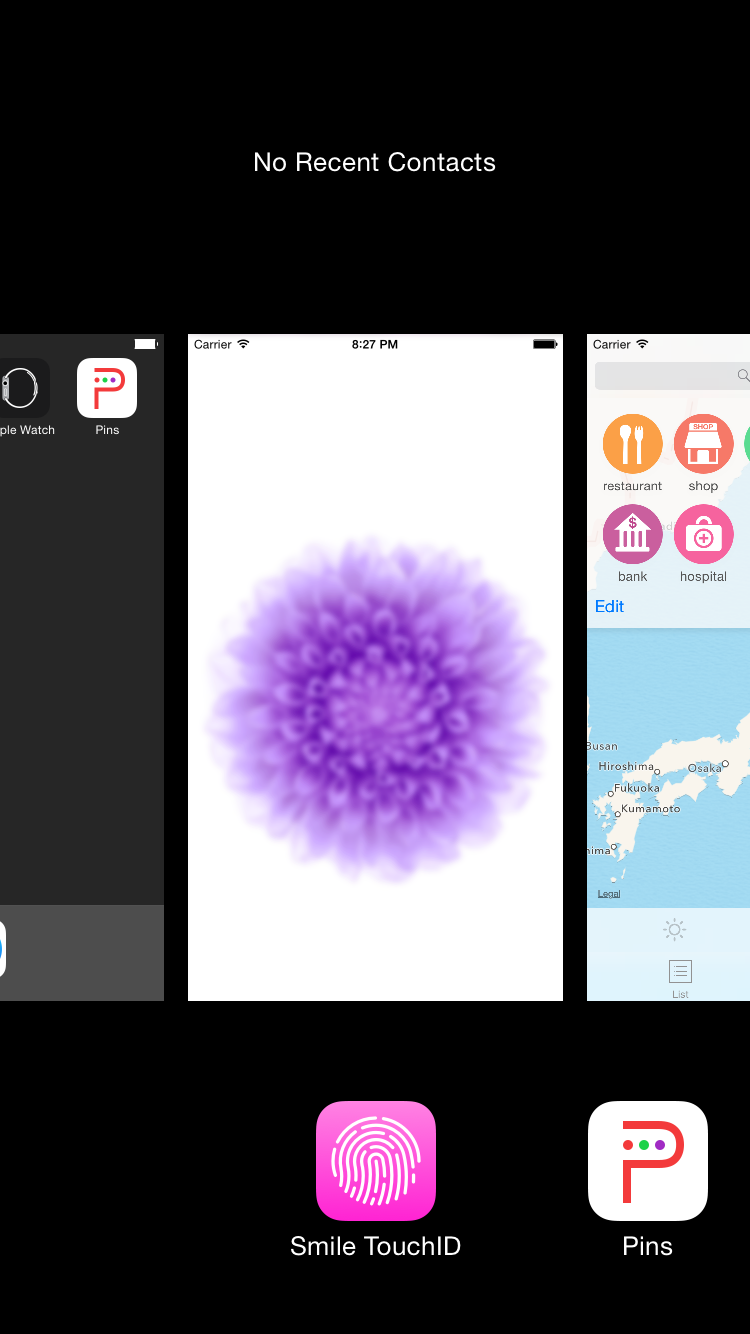 No Recent Contacts
ple Watch
Pins
Carrier
8:27 PM
Carrier
SHOP
restaurant
shop
$
bank
hospital
Edit
Busan
Hiroshima
Osaka
Fukuoka
Kumamoto
hima
Legal
List
Smile TouchID
Pins